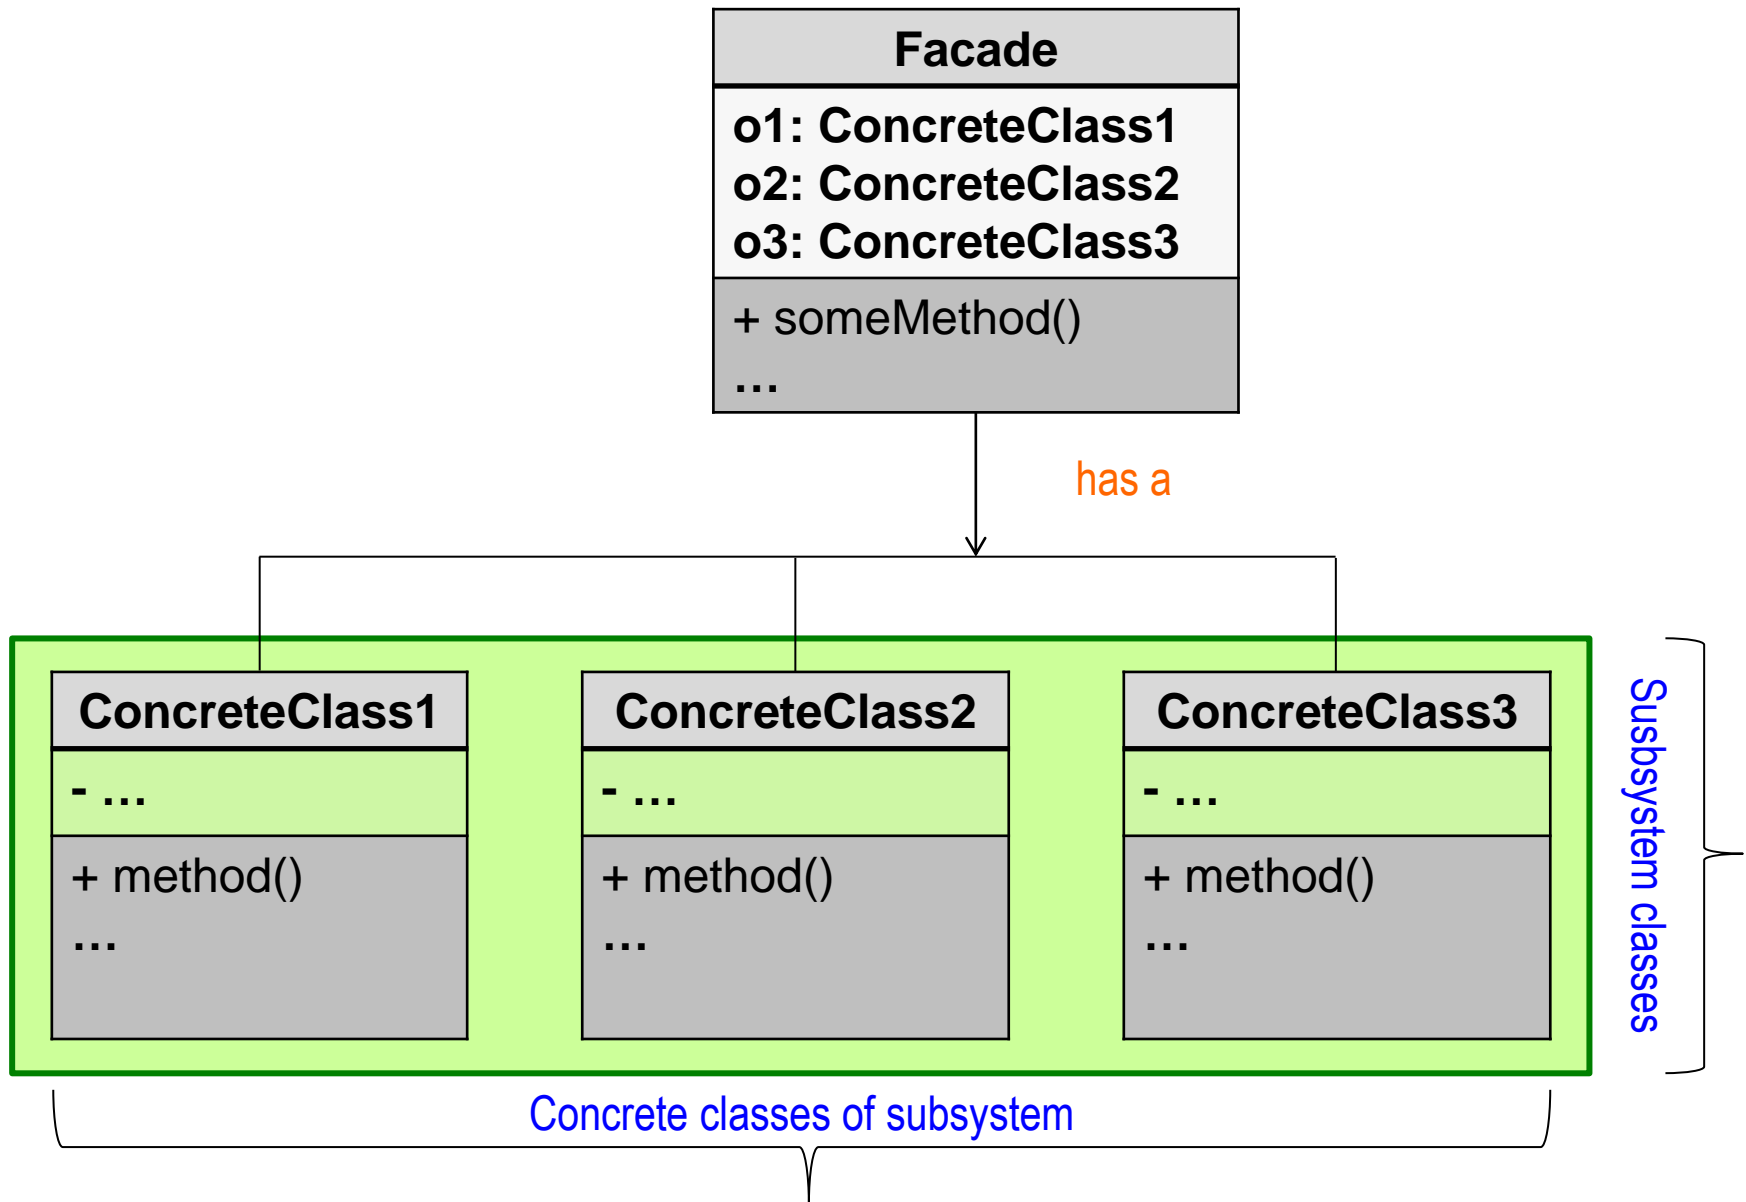 Facade
o1: ConcreteClass1
o2: ConcreteClass2
o3: ConcreteClass3
+ someMethod()
…
has a
ConcreteClass1
- …
+ method()
…
ConcreteClass2
- …
+ method()
…
ConcreteClass3
- …
+ method()
…
Susbsystem classes
Concrete classes of subsystem